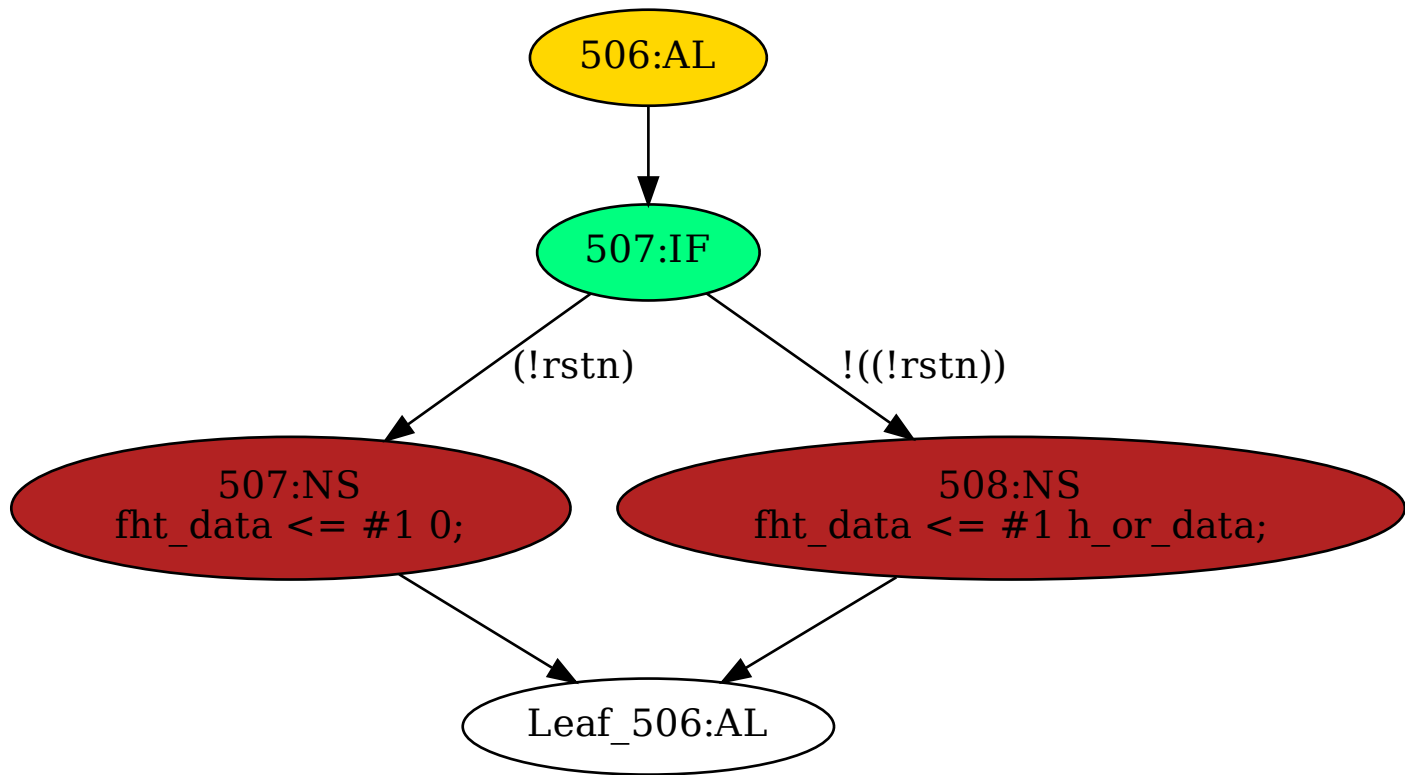 506:AL
507:IF
(!rstn)
!((!rstn))
507:NS
fht_data <= #1 0;
508:NS
fht_data <= #1 h_or_data;
Leaf_506:AL